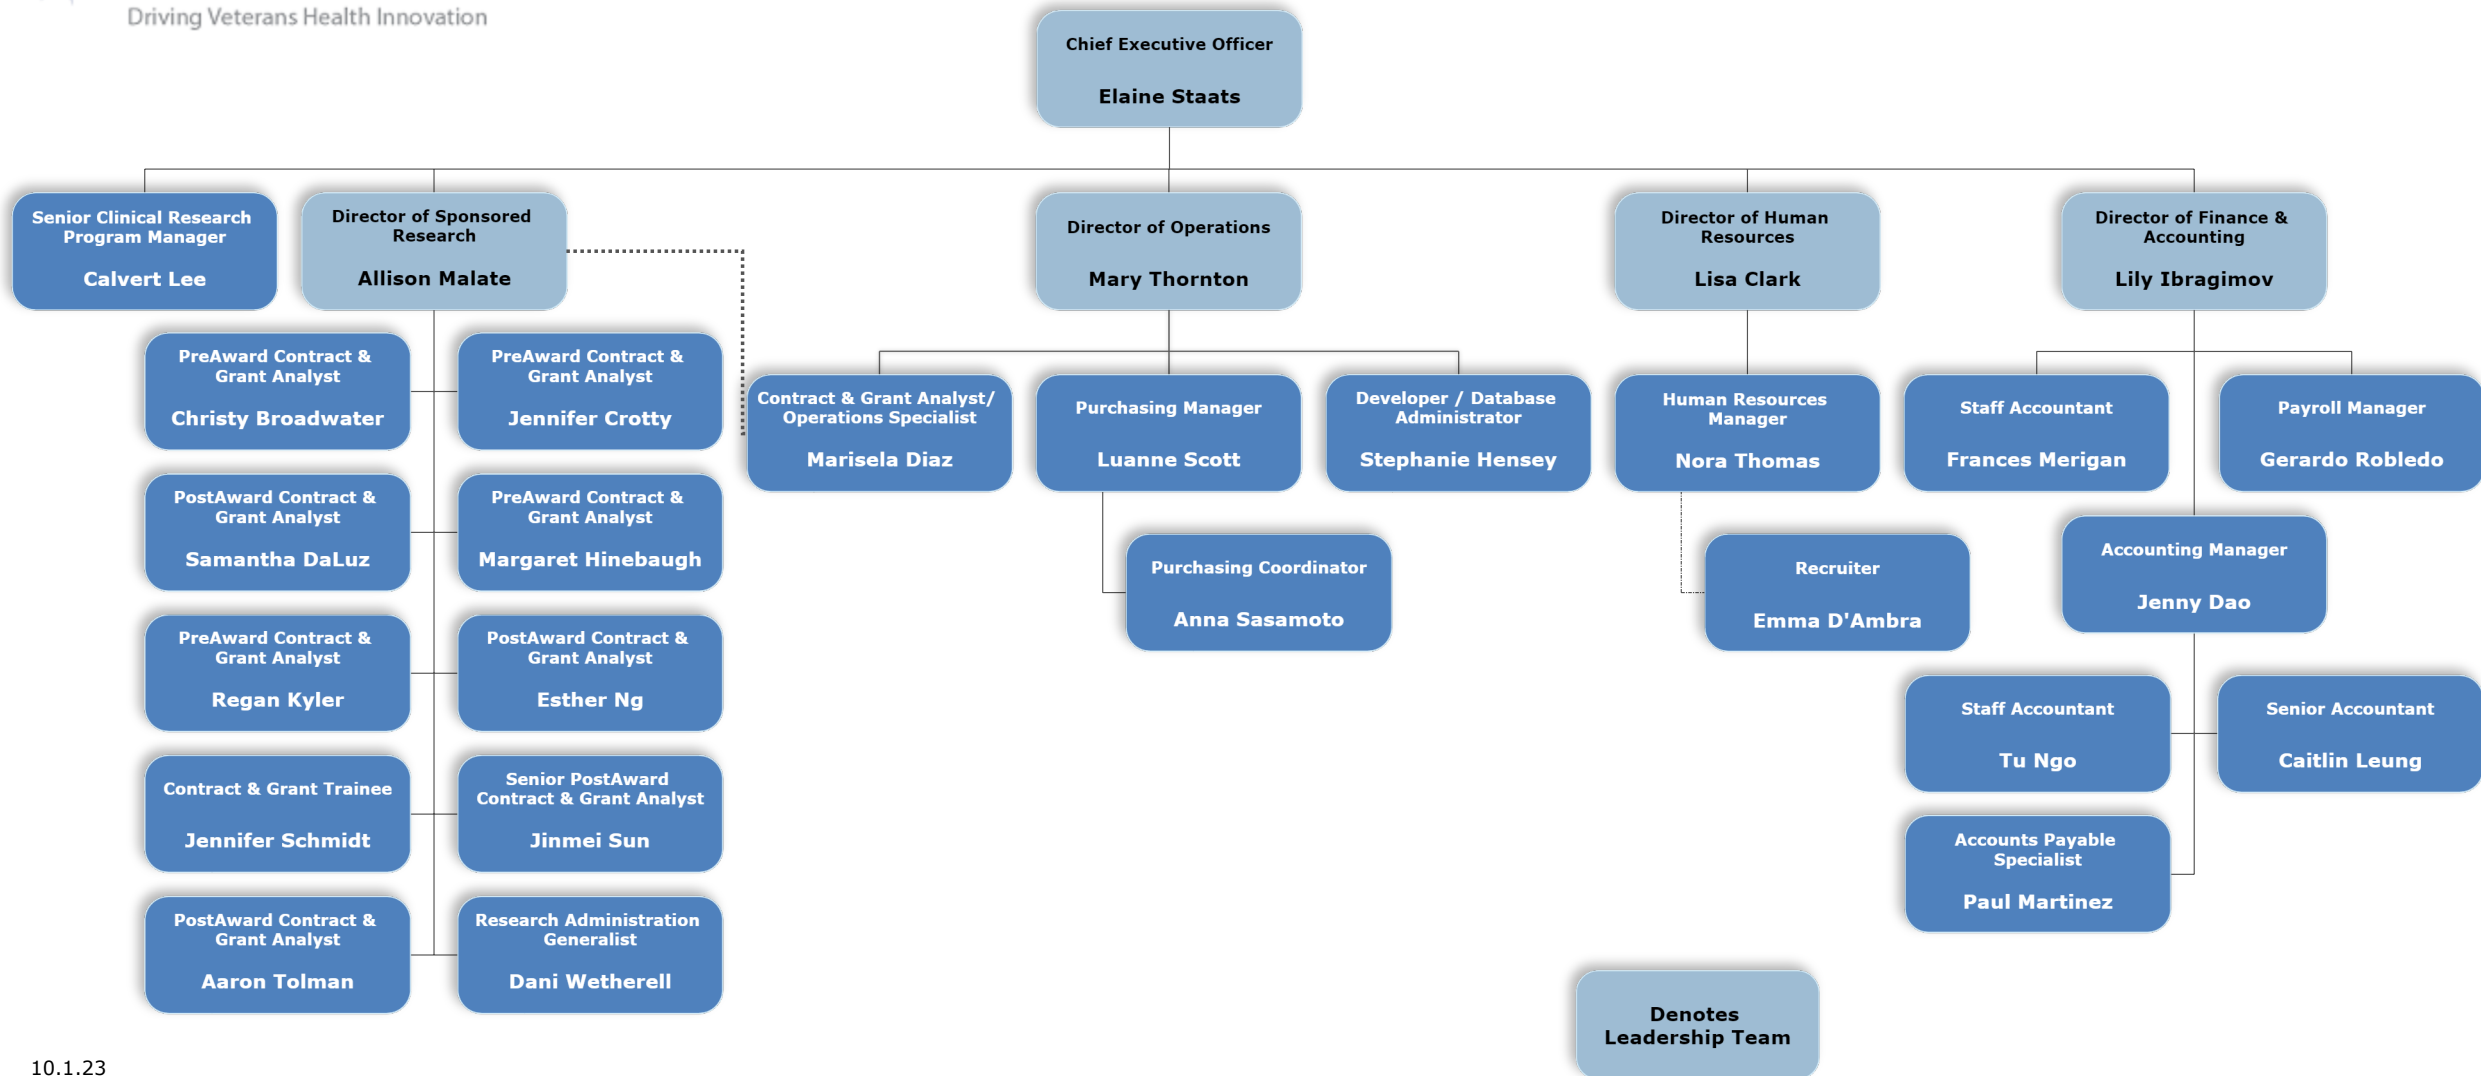 Driving Veterans Health Innovation
Chief Executive Officer
Elaine Staats
Senior Clinical Research
Program Manager
Calvert Lee
Director of Sponsored
Research
Allison Malate
Director of Operations
Mary Thornton
Director of Human
Resources
Lisa Clark
Director of Finance &
Accounting
Lily Ibragimov
PreAward Contract &
Grant Analyst
Christy Broadwater
PreAward Contract &
Grant Analyst
Jennifer Crotty
Contract & Grant Analyst/
Operations Specialist
Marisela Diaz
Purchasing Manager
Luanne Scott
Developer / Database
Administrator
Stephanie Hensey
Human Resources
Manager
Nora Thomas
Staff Accountant
Frances Merigan
Payroll Manager
Gerardo Robledo
PostAward Contract &
Grant Analyst
Samantha DaLuz
PreAward Contract &
Grant Analyst
Margaret Hinebaugh
Purchasing Coordinator
Anna Sasamoto
Recruiter
Emma D'Ambra
Accounting Manager
Jenny Dao
PreAward Contract &
Grant Analyst
Regan Kyler
PostAward Contract &
Grant Analyst
Esther Ng
Staff Accountant
Tu Ngo
Senior Accountant
Caitlin Leung
Contract & Grant Trainee
Jennifer Schmidt
Senior PostAward
Contract & Grant Analyst
Jinmei Sun
Accounts Payable
Specialist
Paul Martinez
PostAward Contract &
Grant Analyst
Aaron Tolman
Research Administration
Generalist
Dani Wetherell
Denotes
Leadership Team
10.1.23